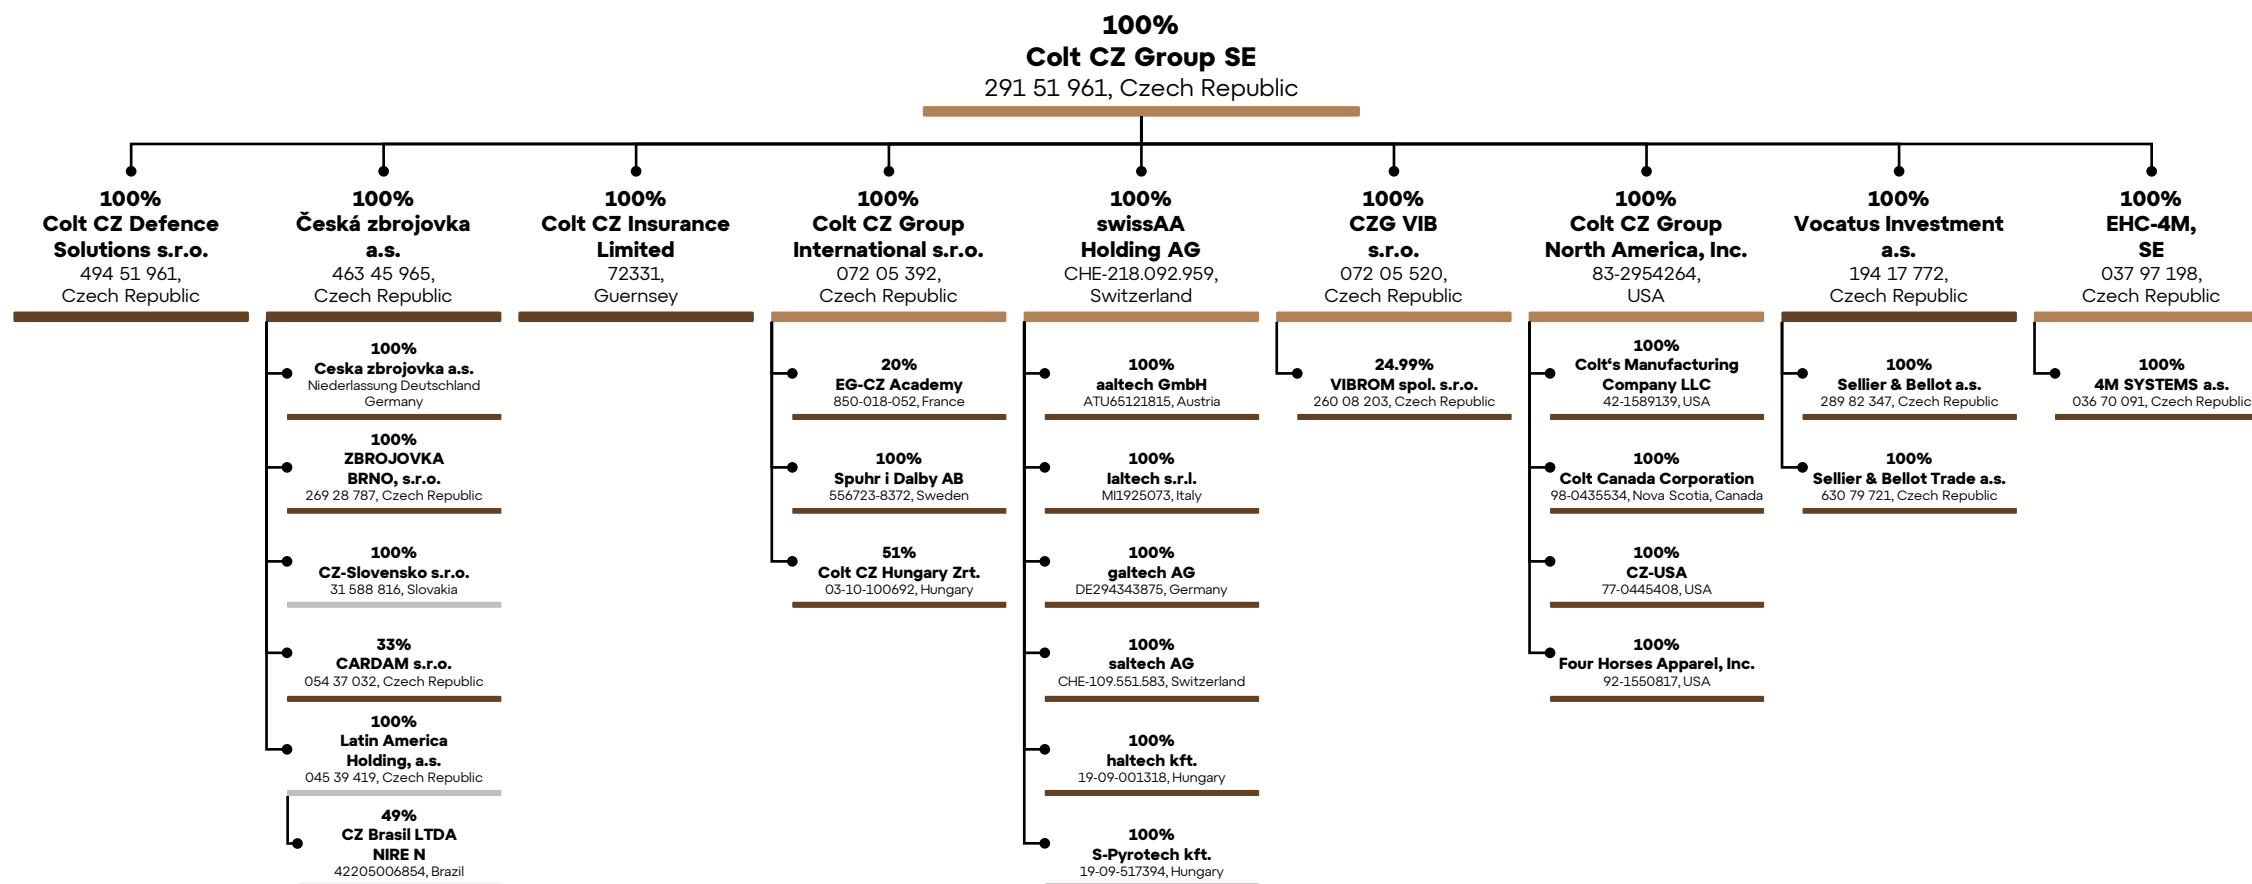 100%
Colt CZ Group SE
291 51 961, Czech Republic
100%
Colt CZ Defence
Solutions s.r.o.
494 51 961,
Czech Republic
100%
Česká zbrojovka
a.s.
463 45 965,
Czech Republic
100%
Ceska zbrojovka a.s.
Niederlassung Deutschland
Germany
100%
ZBROJOVKA
BRNO, s.r.o.
269 28 787, Czech Republic
100%
CZ-Slovensko s.r.o.
31 588 816, Slovakia
33%
CARDAM s.r.o.
054 37 032, Czech Republic
100%
Latin America
Holding, a.s.
045 39 419, Czech Republic
49%
CZ Brasil LTDA
NIRE N
42205006854, Brazil
100%
Colt CZ Insurance
Limited
72331,
Guernsey
100%
Colt CZ Group
International s.r.o.
072 05 392,
Czech Republic
20%
EG-CZ Academy
850-018-052, France
100%
Spuhr i Dalby AB
556723-8372, Sweden
51%
Colt CZ Hungary Zrt.
03-10-100692, Hungary
100%
swissAA
Holding AG
CHE-218.092.959,
Switzerland
100%
aaltech GmbH
ATU65121815, Austria
100%
Ialtech s.r.l.
MI1925073, Italy
100%
galtech AG
DE294343875, Germany
100%
saltech AG
CHE-109.551.583, Switzerland
100%
haltech kft.
19-09-001318, Hungary
100%
S-Pyrotech kft.
19-09-517394, Hungary
100%
CZG VIB
s.r.o.
072 05 520,
Czech Republic
24.99%
VIBROM spol. s.r.o.
260 08 203, Czech Republic
100%
Colt CZ Group
North America, Inc.
83-2954264,
USA
100%
Colt‘s Manufacturing
Company LLC
42-1589139, USA
100%
Colt Canada Corporation
98-0435534, Nova Scotia, Canada
100%
CZ-USA
77-0445408, USA
100%
Four Horses Apparel, Inc.
92-1550817, USA
100%
Vocatus Investment
a.s.
194 17 772,
Czech Republic
100%
Sellier & Bellot a.s.
289 82 347, Czech Republic
100%
Sellier & Bellot Trade a.s.
630 79 721, Czech Republic
100%
EHC-4M,
SE
037 97 198,
Czech Republic
100%
4M SYSTEMS a.s.
036 70 091, Czech Republic